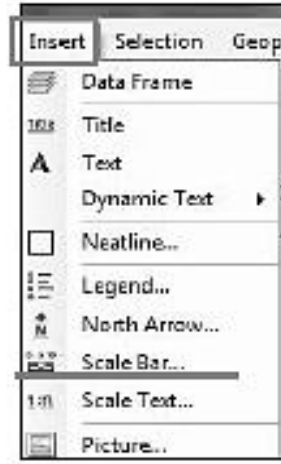 Insert Selection Geop
Data Frame
Title
Text
Dynamic Text
Neatline...
Legend...
North Arrow...
Scale Bar...
Scale Text...
Picture...